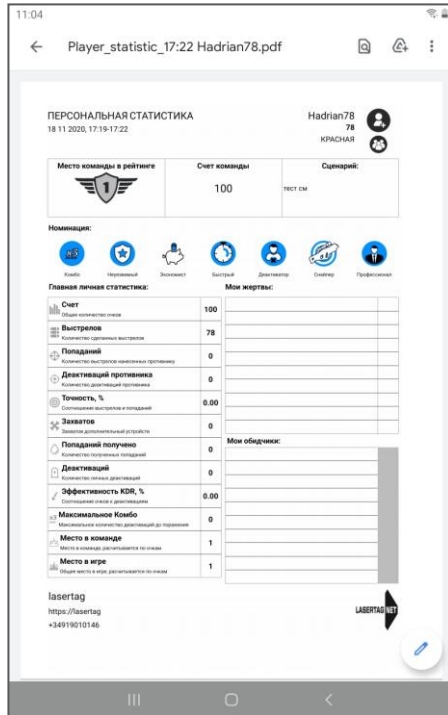 11:04
Player_statistic_17:22 Hadrian78.pdf
ПЕРСОНАЛЬНАЯ СТАТИСТИКА
18 11 2020, 17:19-17:22
Hadrian78
78
КРАСНАЯ
Место команды в рейтинге
Счет команды
Сценарий:
1
100
тест см
Номинация:
Комбо
Неуязвимый
Экономист
Быстрый
Деактиватор
Снайпер
Профессионал
Главная личная статистика:
Мои жертвы:
Счет
Общее количество очков
100
Выстрелов
Количество сделанных выстрелов
78
Попаданий
Количество выстрелов нанесенных противнику
0
Деактиваций противника
Количество деактиваций противника
0
Точность, %
Соотношение выстрелов и попаданий
0.00
Захватов
Захватов дополнительный устройств
0
Попаданий получено
Количество полученных попаданий
0
Мои обидчики:
Деактиваций
Количество личных деактиваций
0
Эффективность KDR, %
Соотношение очков к деактивациям
0.00
x3
Максимальное Комбо
Максимальное количество деактиваций до поражения
0
Место в команде
Место в команде, расчитывается по очкам
1
Место в игре
Общее место в игре, расчитывается по очкам
1
lasertag
https://lasertag
+34919010146
LASERTAG NET